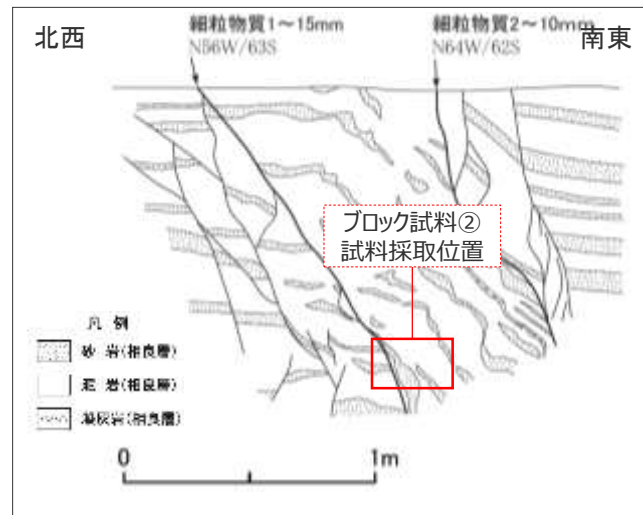 北西
細粒物質1～15mm
N56W/63S
細粒物質2～10mm
N64W/62S
南東
ブロック試料②
試料採取位置
凡 例
砂 岩(相良層)
泥 岩(相良層)
凝灰岩(相良層)
0
1m